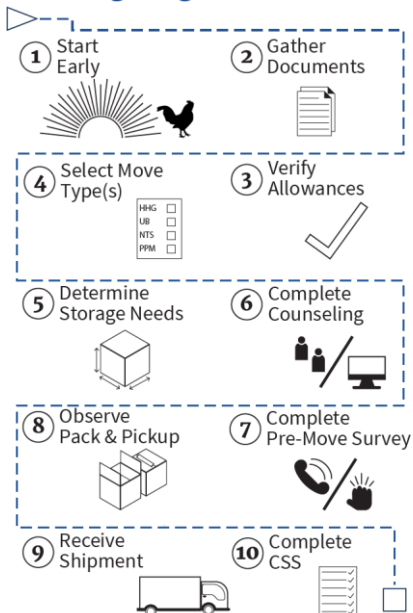 1 Start
Early
2 Gather
Documents
4 Select Move
Type(s)
HHG
UB
NTS
PPM
3 Verify
Allowances
5 Determine
Storage Needs
6 Complete
Counseling
8 Observe
Pack & Pickup
7 Complete
Pre-Move Survey
9 Receive
Shipment
10 Complete
CSS